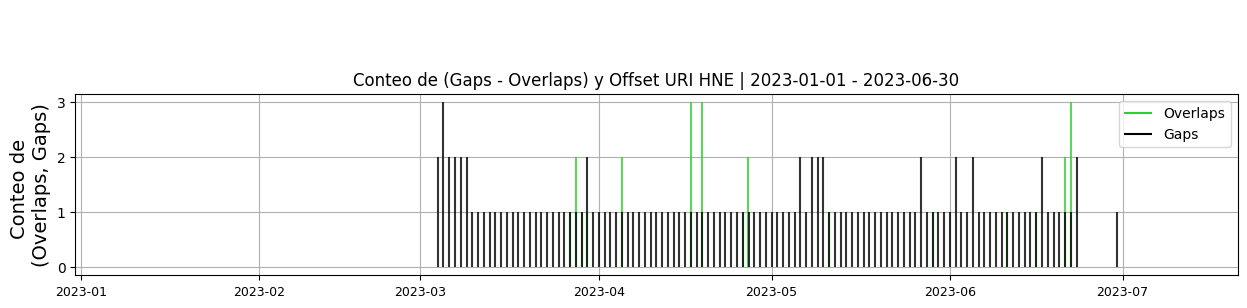 Conteo de (Gaps - Overlaps) y Offset URI HNE | 2023-01-01 - 2023-06-30
Conteo de
(Overlaps, Gaps)
3
2
1
0
Overlaps
Gaps
2023-01
2023-02
2023-03
2023-04
2023-05
2023-06
2023-07